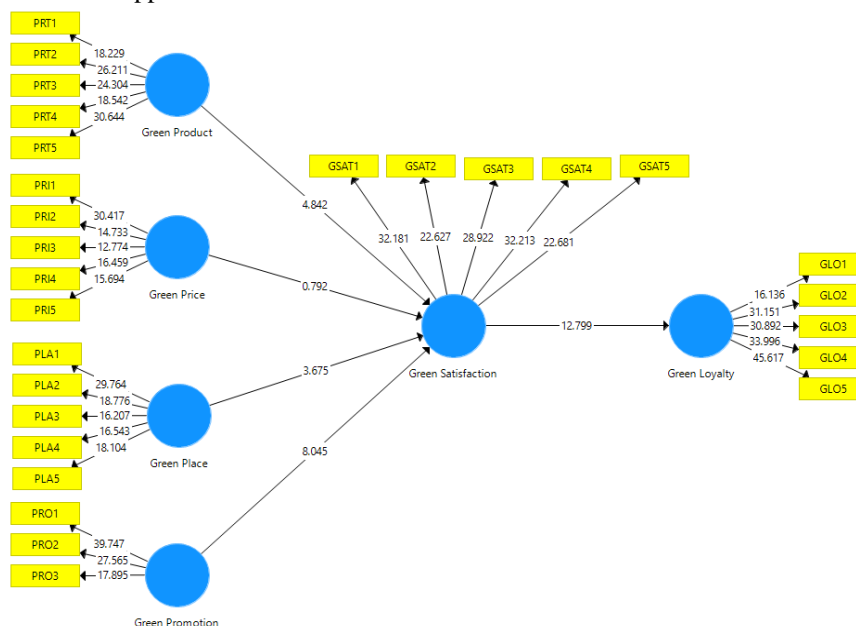 PRT1
PRT2
PRT3
PRT4
PRT5
18.229
26.211
24.304
18.542
30.644
Green Product
PRI1
PRI2
PRI3
PRI4
PRI5
30.417
14.733
12.774
16.459
15.694
Green Price
PLA1
PLA2
PLA3
PLA4
PLA5
29.764
18.776
16.207
16.543
18.104
Green Place
PRO1
PRO2
PRO3
39.747
27.565
17.895
Green Promotion
4.842
0.792
3.675
8.045
GSAT1
GSAT2
GSAT3
GSAT4
GSAT5
32.181
22.627
28.922
32.213
22.681
Green Satisfaction
12.799
Green Loyalty
16.136
31.151
30.892
33.996
45.617
GLO1
GLO2
GLO3
GLO4
GLO5